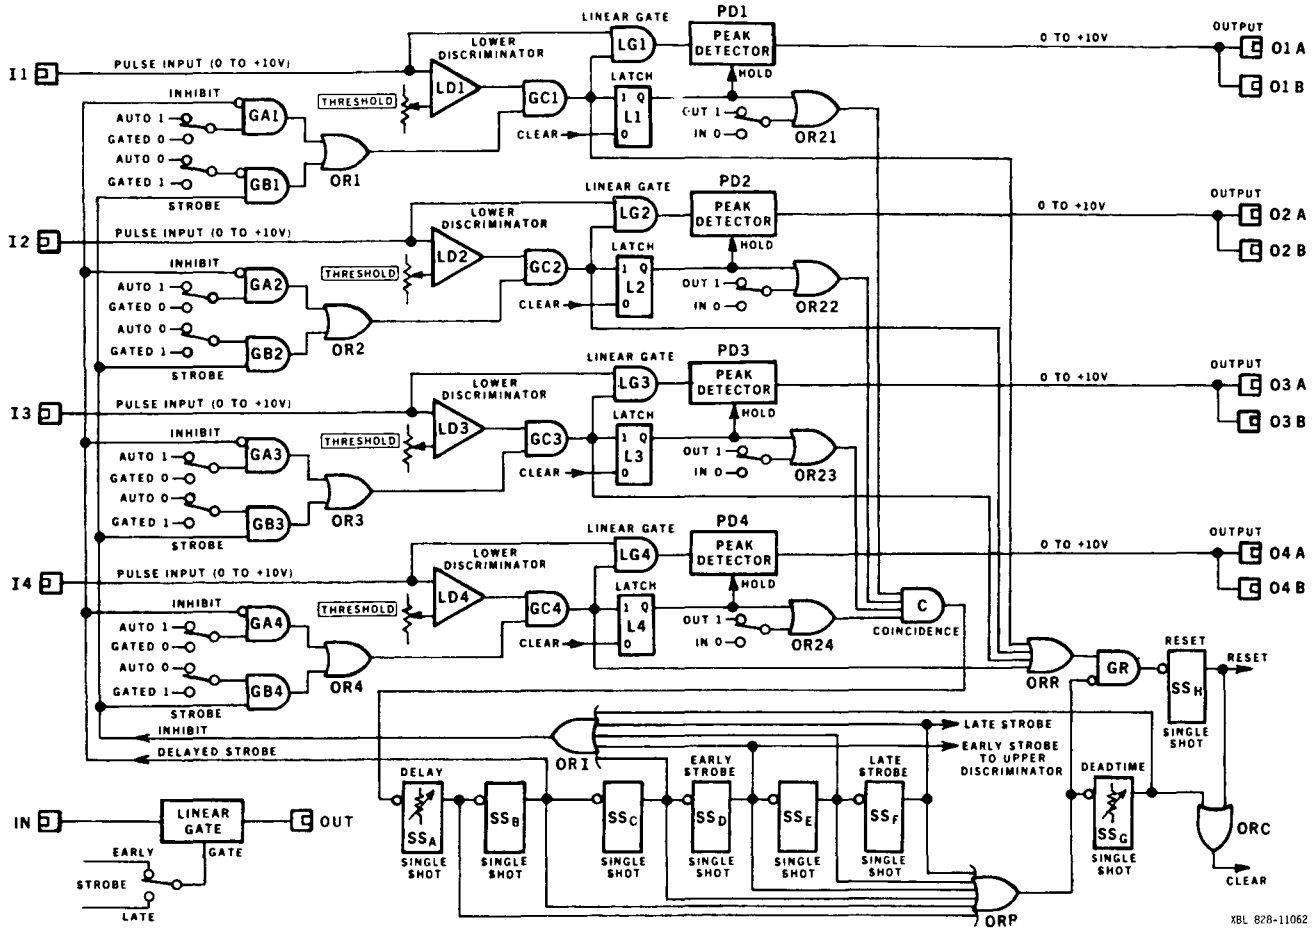 PD1
LINEAR GATE
OUTPUT
LG1
PEAK
DETECTOR
0 TO +10V
O1 A
LOWER
DISCRIMINATOR
HOLD
I1
PULSE INPUT (0 TO +10V)
LD1
LATCH
O1 B
INHIBIT
THRESHOLD
GC1
1 Q
L1
0
OUT 1
IN 0
OR21
AUTO 1
GATED 0
GA1
CLEAR
AUTO 0
GATED 1
GB1
OR1
STROBE
PD2
LINEAR GATE
OUTPUT
LG2
PEAK
DETECTOR
0 TO +10V
O2 A
LOWER
DISCRIMINATOR
HOLD
I2
PULSE INPUT (0 TO +10V)
LD2
LATCH
O2 B
INHIBIT
THRESHOLD
GC2
1 Q
L2
0
OUT 1
IN 0
OR22
AUTO 1
GATED 0
GA2
CLEAR
AUTO 0
GATED 1
GB2
OR2
STROBE
PD3
LINEAR GATE
OUTPUT
LG3
PEAK
DETECTOR
0 TO +10V
O3 A
LOWER
DISCRIMINATOR
HOLD
I3
PULSE INPUT (0 TO +10V)
LD3
LATCH
O3 B
INHIBIT
THRESHOLD
GC3
1 Q
L3
0
OUT 1
IN 0
OR23
AUTO 1
GATED 0
GA3
CLEAR
AUTO 0
GATED 1
GB3
OR3
STROBE
PD4
LINEAR GATE
OUTPUT
LG4
PEAK
DETECTOR
0 TO +10V
O4 A
LOWER
DISCRIMINATOR
HOLD
I4
PULSE INPUT (0 TO +10V)
LD4
LATCH
O4 B
INHIBIT
THRESHOLD
GC4
1 Q
L4
0
OUT 1
IN 0
OR24
C
COINCIDENCE
AUTO 1
GATED 0
GA4
CLEAR
AUTO 0
GATED 1
GB4
OR4
STROBE
ORR
GR
RESET
SSH
SINGLE
SHOT
RESET
INHIBIT
DELAYED STROBE
ORI
LATE STROBE
EARLY STROBE
TO UPPER
DISCRIMINATOR
DELAY
SSA
SINGLE
SHOT
SSB
SINGLE
SHOT
SSC
SINGLE
SHOT
EARLY
STROBE
SSD
SINGLE
SHOT
SSE
SINGLE
SHOT
LATE
STROBE
SSF
SINGLE
SHOT
DEADTIME
SSG
SINGLE
SHOT
ORC
CLEAR
ORP
IN
LINEAR
GATE
OUT
GATE
EARLY
STROBE
LATE
XBL 828-11062